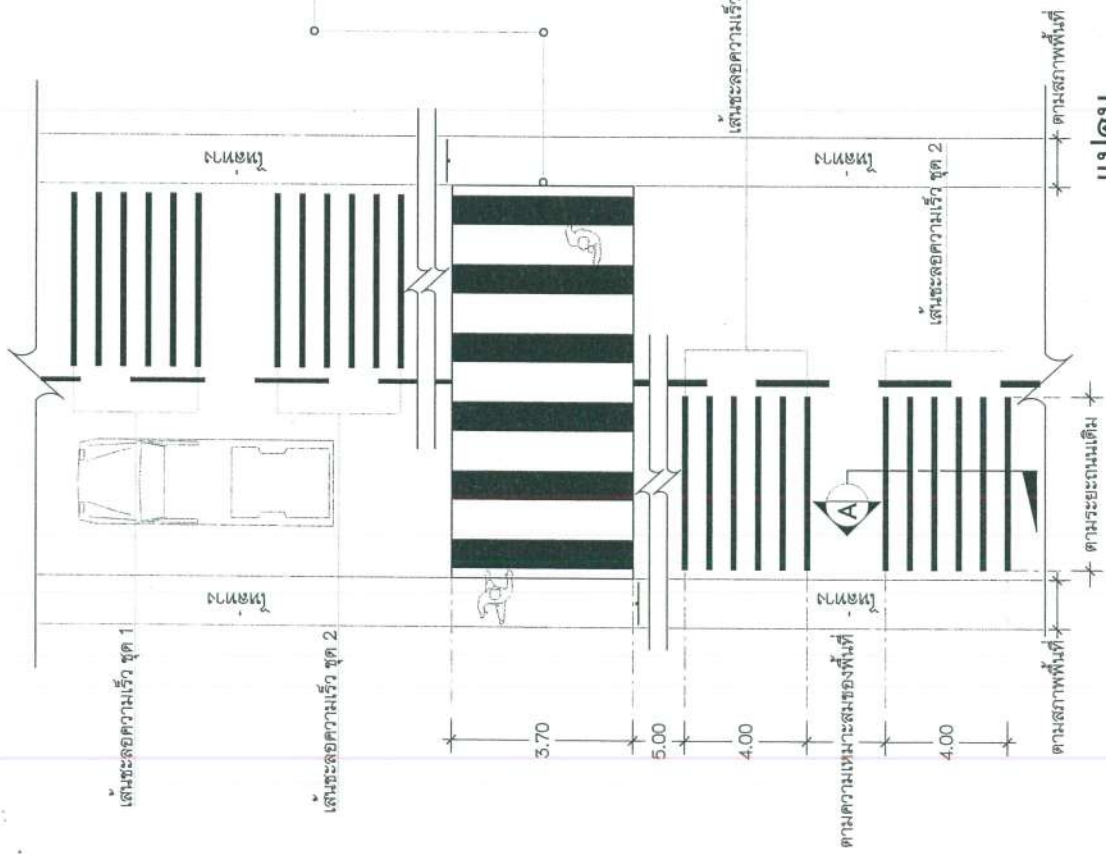 เส้นชะลอความเร็ว ชุด 1
เส้นชะลอความเร็ว ชุด 2
ไหล่ทาง
ไหล่ทาง
3.70
5.00
4.00
ตามความเหมาะสมของพื้นที่
4.00
ไหล่ทาง
ไหล่ทาง
A
เส้นชะลอความเร็ว
เส้นชะลอความเร็ว ชุด 2
ตามสภาพพื้นที่
ตามระยะถนนเดิม
ตามสภาพพื้นที่